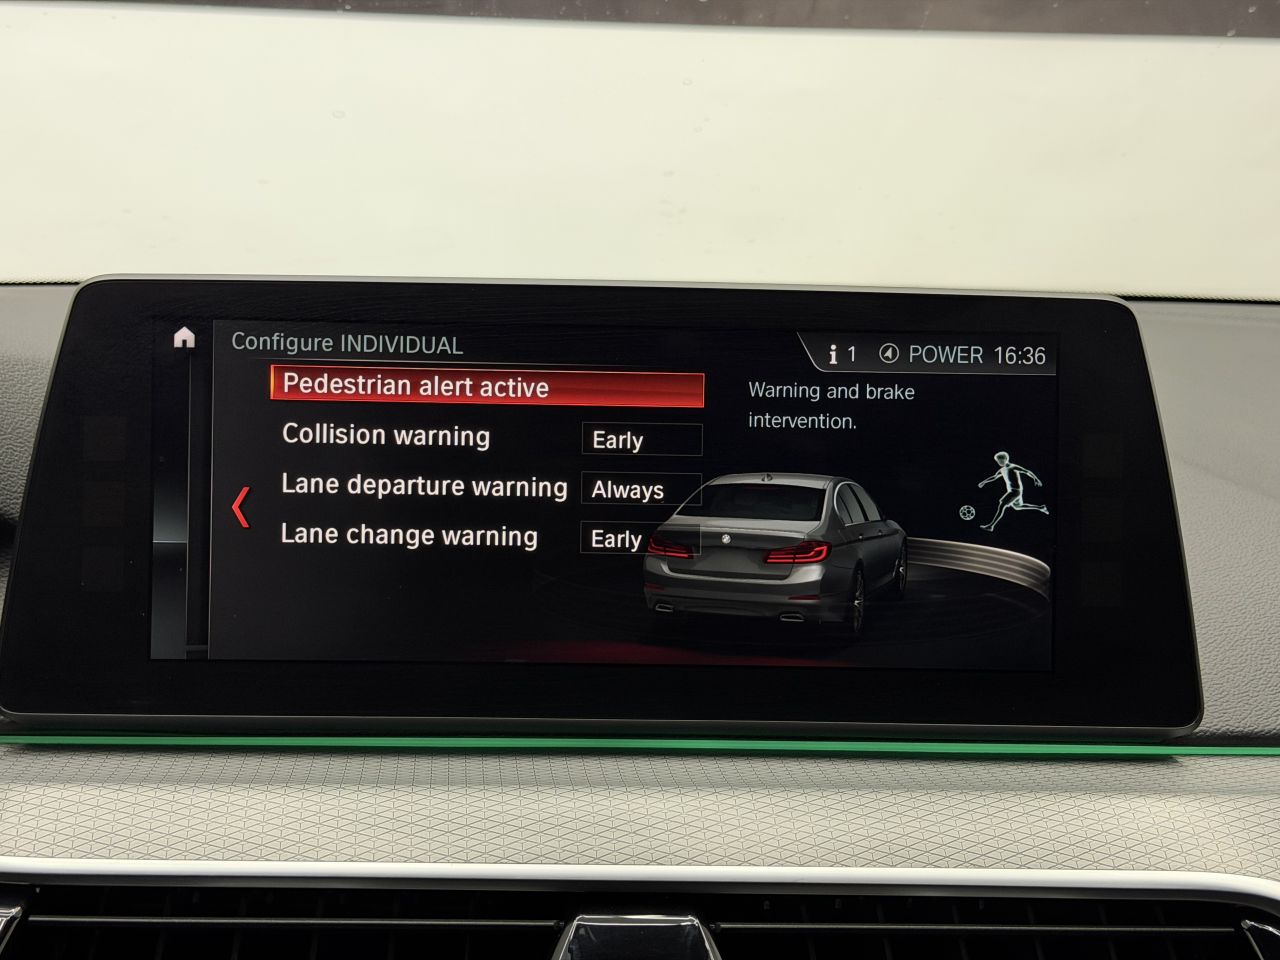 Configure INDIVIDUAL
1 POWER 16:36
Pedestrian alert active
Collision warning Early
Lane departure warning Always
Lane change warning Early
Warning and brake
intervention.